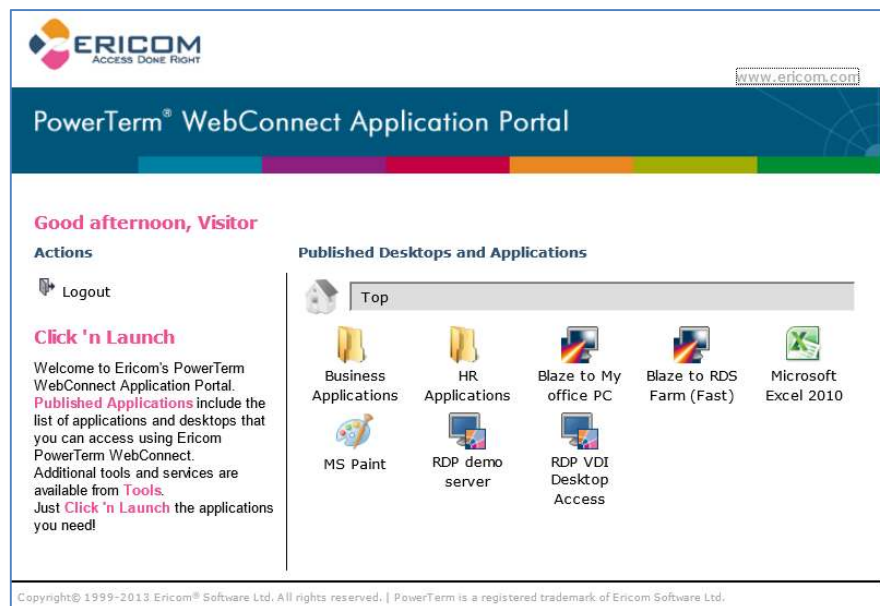 ERICOM
ACCESS DONE RIGHT
www.ericom.com
PowerTerm® WebConnect Application Portal
Good afternoon, Visitor
Actions
Logout
Click 'n Launch
Welcome to Ericom's PowerTerm
WebConnect Application Portal.
Published Applications include the
list of applications and desktops that
you can access using Ericom
PowerTerm WebConnect.
Additional tools and services are
available from Tools.
Just Click 'n Launch the applications
you need!
Published Desktops and Applications
Top
Business
Applications
HR
Applications
Blaze to My
office PC
Blaze to RDS
Farm (Fast)
Microsoft
Excel 2010
MS Paint
RDP demo
server
RDP VDI
Desktop
Access
Copyright© 1999-2013 Ericom® Software Ltd. All rights reserved. | PowerTerm is a registered trademark of Ericom Software Ltd.